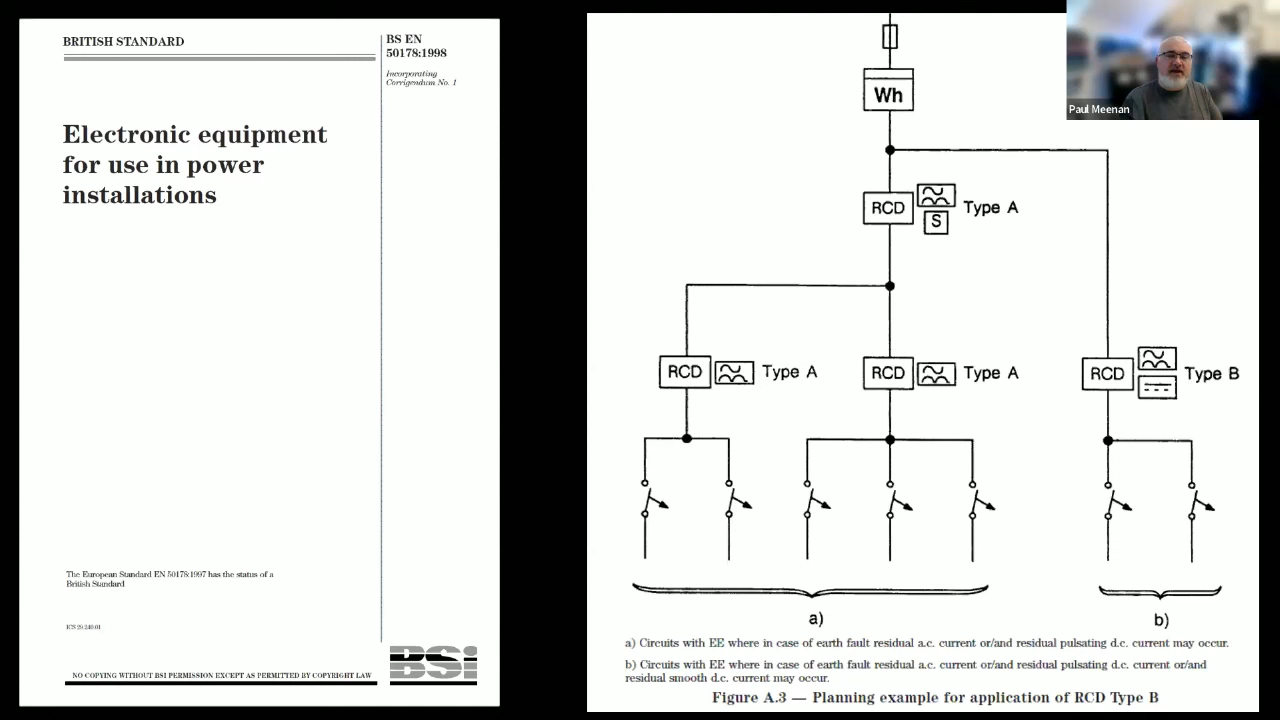 BRITISH STANDARD
BS EN
50178:1998
Incorporating
Corrigendum No. 1
Electronic equipment
for use in power
installations
The European Standard EN 50178:1997 has the status of a
British Standard
ICS 29.240.01
NO COPYING WITHOUT BSI PERMISSION EXCEPT AS PERMITTED BY COPYRIGHT LAW
BSi
Wh
RCD
Type A
S
RCD
Type A
RCD
Type A
RCD
Type B
a)
b)
a) Circuits with EE where in case of earth fault residual a.c. current or/and residual pulsating d.c. current may occur.
b) Circuits with EE where in case of earth fault residual a.c. current or/and residual pulsating d.c. current or/and
residual smooth d.c. current may occur.
Figure A.3 — Planning example for application of RCD Type B
Paul Meenan